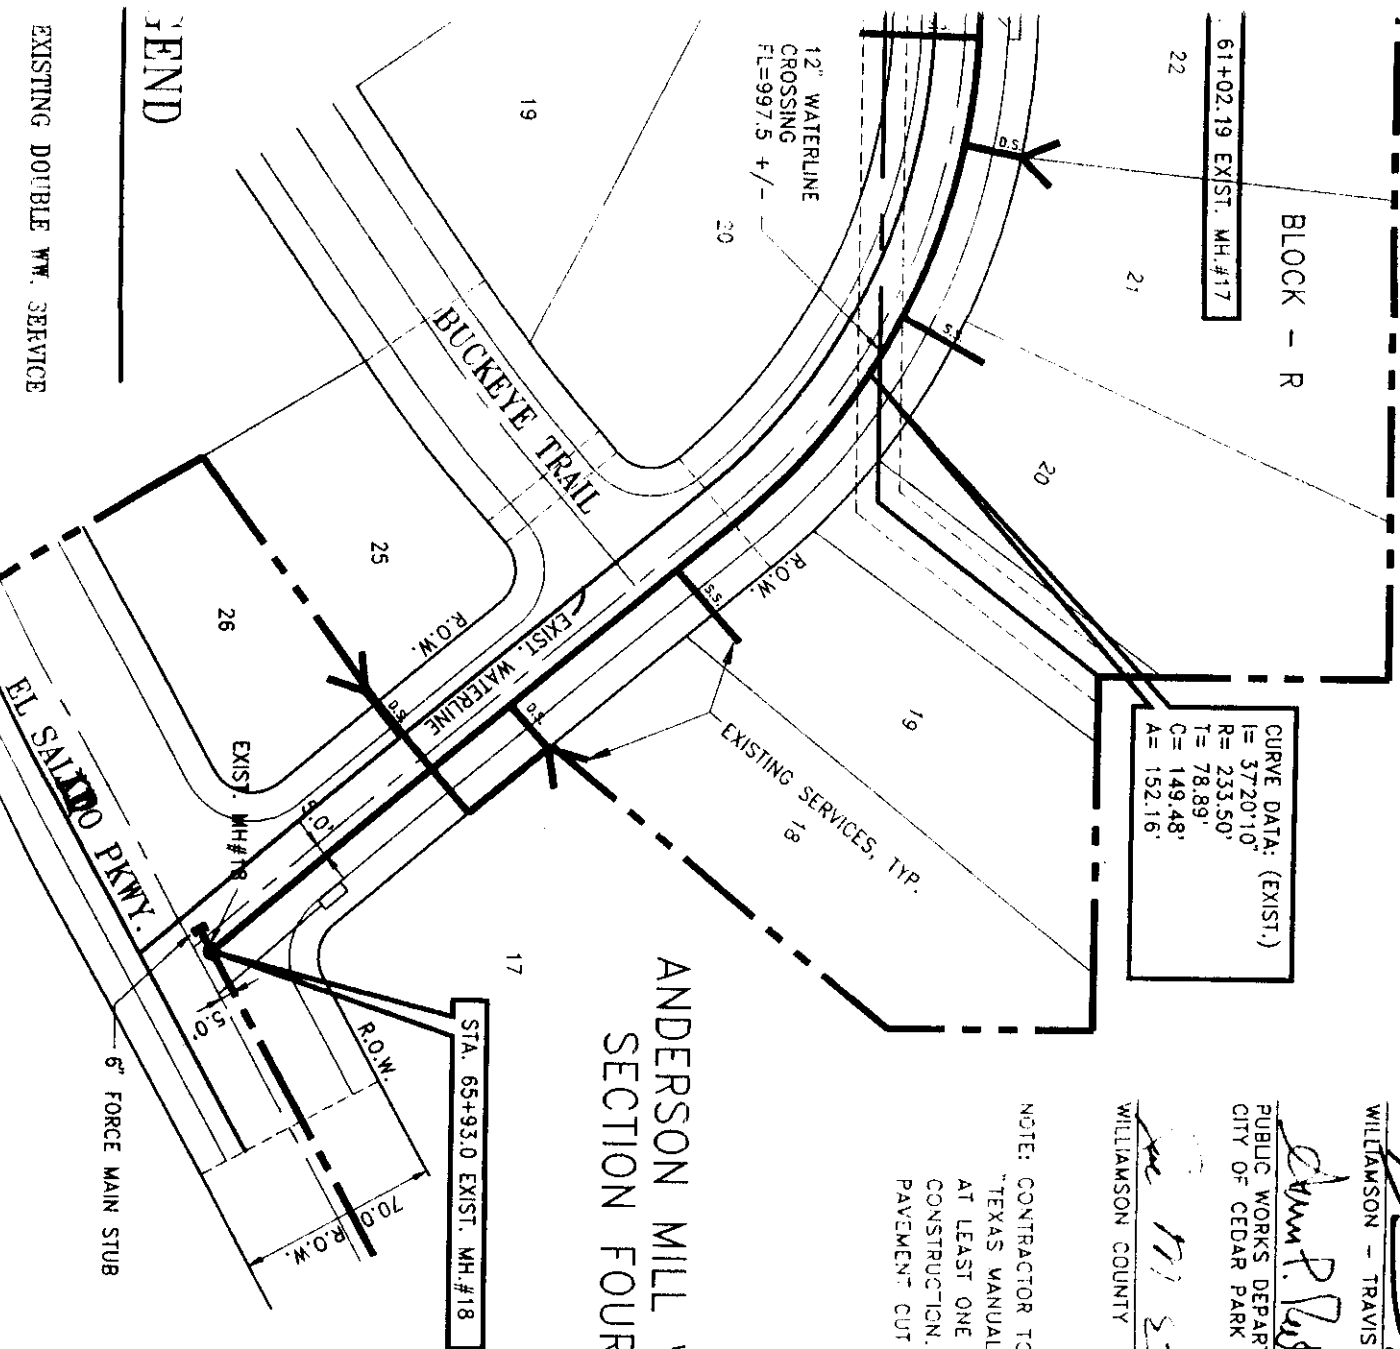 WILLIAMSON - TRAVIS
PUBLIC WORKS DEPAR
CITY OF CEDAR PARK
WILLIAMSON COUNTY
NOTE: CONTRACTOR TO
"TEXAS MANUAL
AT LEAST ONE
CONSTRUCTION.
PAVEMENT CUT
BLOCK - R
61+02.19 EXIST. MH.#17
22
21
20
19
18
17
CURVE DATA: (EXIST.)
I= 37°20'10"
R= 233.50'
T= 78.89'
C= 149.48'
A= 152.16'
12" WATERLINE
CROSSING
FL=997.5 +/-
D.S.
S.S.
20
19
BUCKEYE TRAIL
R.O.W.
S.S.
EXIST. WATERLINE
R.O.W.
D.S.
D.S.
EXISTING SERVICES, TYP.
25
26
EL SALIDO PKWY.
EXIST. MH#18
5.0'
5.0'
6" FORCE MAIN STUB
R.O.W.
70.0'
R.O.W.
STA. 65+93.0 EXIST. MH.#18
ANDERSON MILL
SECTION FOUR
GEND
EXISTING DOUBLE WW. SERVICE